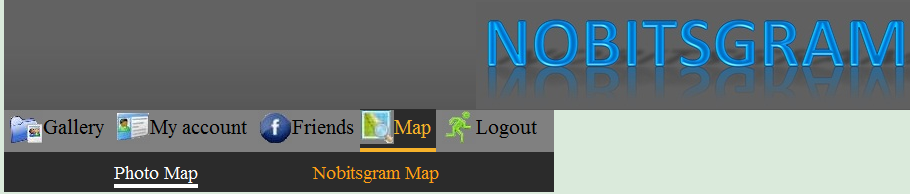 NOBITSGRAM
Gallery My account Friends Map Logout
Photo Map Nobitsgram Map